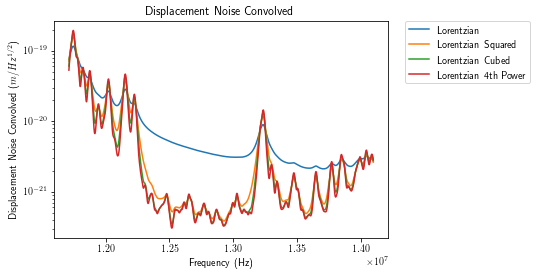 Displacement Noise Convolved
Displacement Noise Convolved (m/Hz^{1/2})
10^{-19}
10^{-20}
10^{-21}
1.20 1.25 1.30 1.35 1.40
×10^7
Frequency (Hz)
Lorentzian
Lorentzian Squared
Lorentzian Cubed
Lorentzian 4th Power